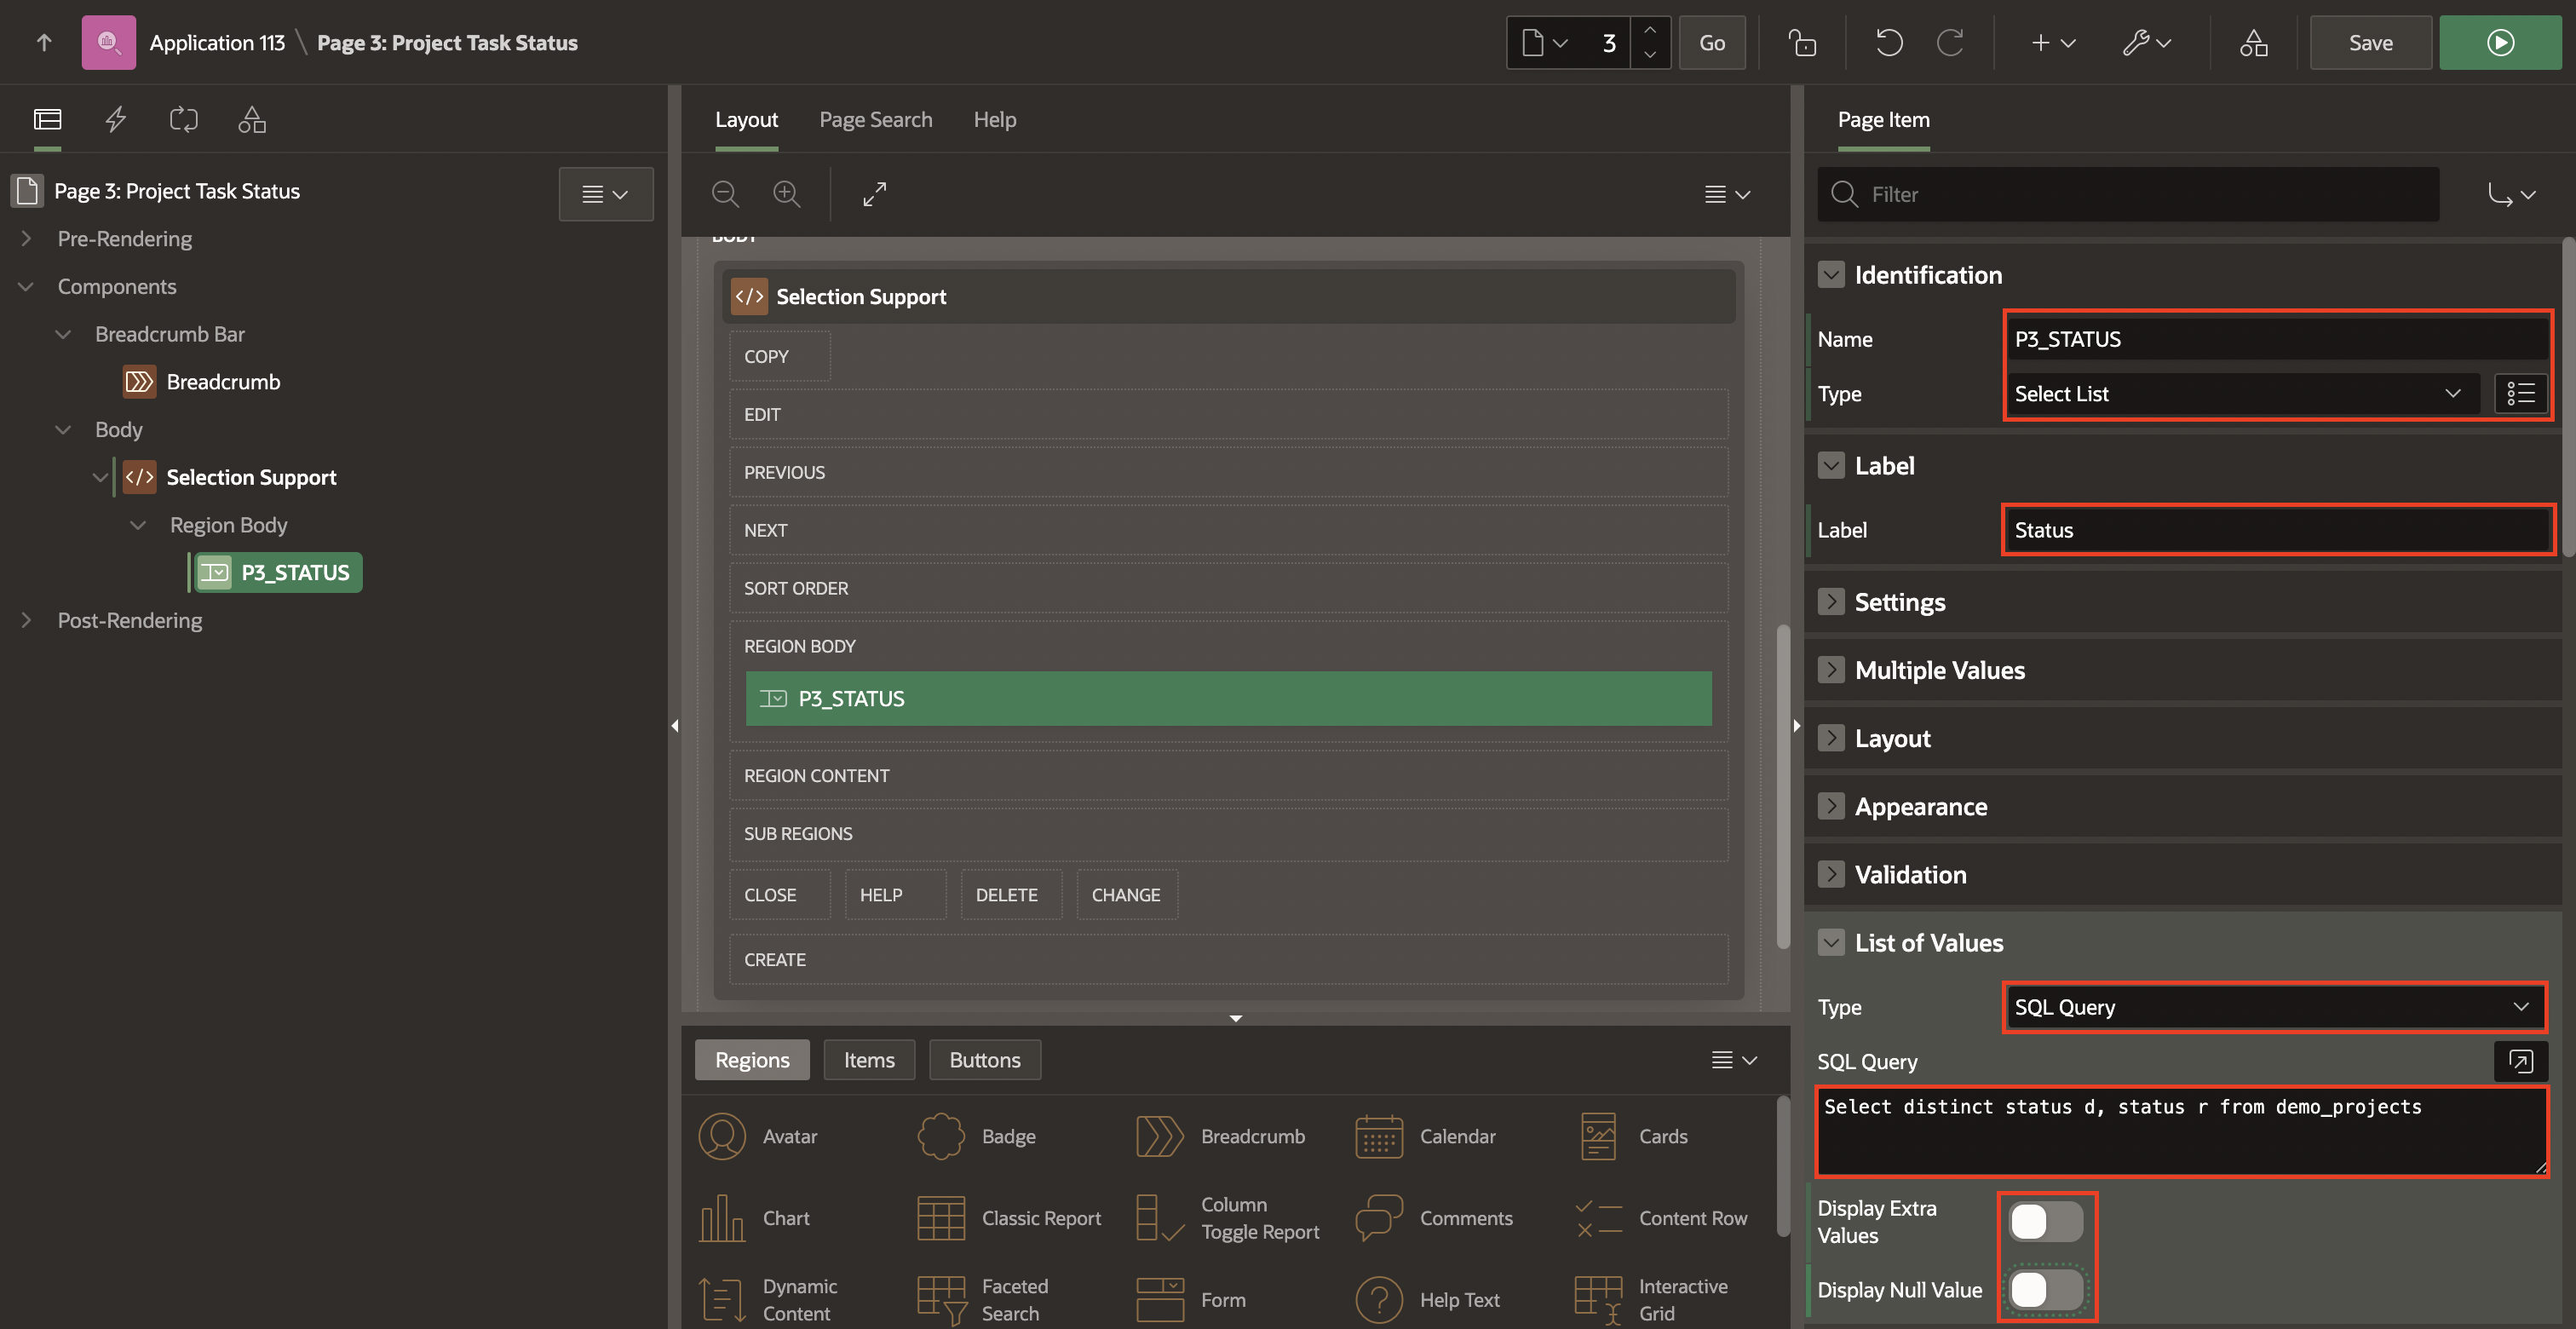 Application 113 \ Page 3: Project Task Status
3
Go
Save
Page 3: Project Task Status
Pre-Rendering
Components
Breadcrumb Bar
Breadcrumb
Body
Selection Support
Region Body
P3_STATUS
Post-Rendering
Layout
Page Search
Help
BODY
Selection Support
COPY
EDIT
PREVIOUS
NEXT
SORT ORDER
REGION BODY
P3_STATUS
REGION CONTENT
SUB REGIONS
CLOSE
HELP
DELETE
CHANGE
CREATE
Regions
Items
Buttons
Avatar
Badge
Breadcrumb
Calendar
Cards
Chart
Classic Report
Column
Toggle Report
Comments
Content Row
Dynamic
Content
Faceted
Search
Form
Help Text
Interactive
Grid
Page Item
Filter
Identification
Name
P3_STATUS
Type
Select List
Label
Label
Status
Settings
Multiple Values
Layout
Appearance
Validation
List of Values
Type
SQL Query
SQL Query
Select distinct status d, status r from demo_projects
Display Extra
Values
Display Null Value